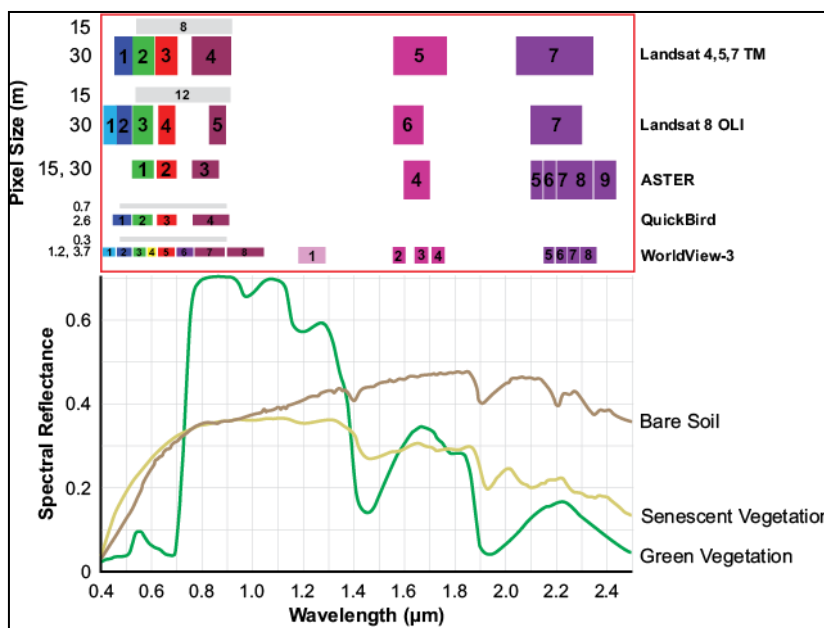 15 8
30 1 2 3 4 5 7 Landsat 4,5,7 TM
15 12
30 1 2 3 4 5 6 7 Landsat 8 OLI
15, 30 1 2 3 4 5 6 7 8 9 ASTER
0.7
2.6 1 2 3 4 QuickBird
0.3
1.2, 3.7 1 2 3 4 5 6 7 8 1 2 3 4 5 6 7 8 WorldView-3
Pixel Size (m)
0.6
0.4
0.2
0
Spectral Reflectance
Bare Soil
Senescent Vegetation
Green Vegetation
0.4 0.6 0.8 1.0 1.2 1.4 1.6 1.8 2.0 2.2 2.4
Wavelength (µm)